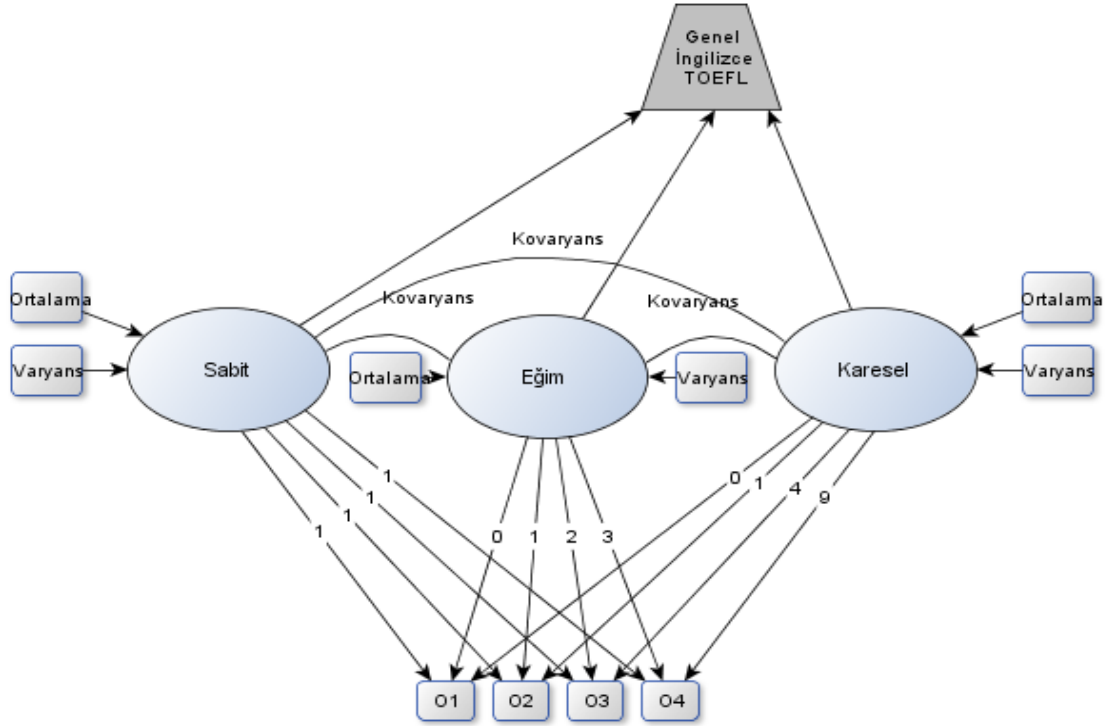 Genel
İngilizce
TOEFL
Kovaryans
Kovaryans
Kovaryans
Ortalama
Ortalama
Varyans
Sabit
Ortalama
Eğim
Varyans
Karesel
Varyans
1
1
1
1
0
1
2
3
0
1
4
9
O1
O2
O3
O4